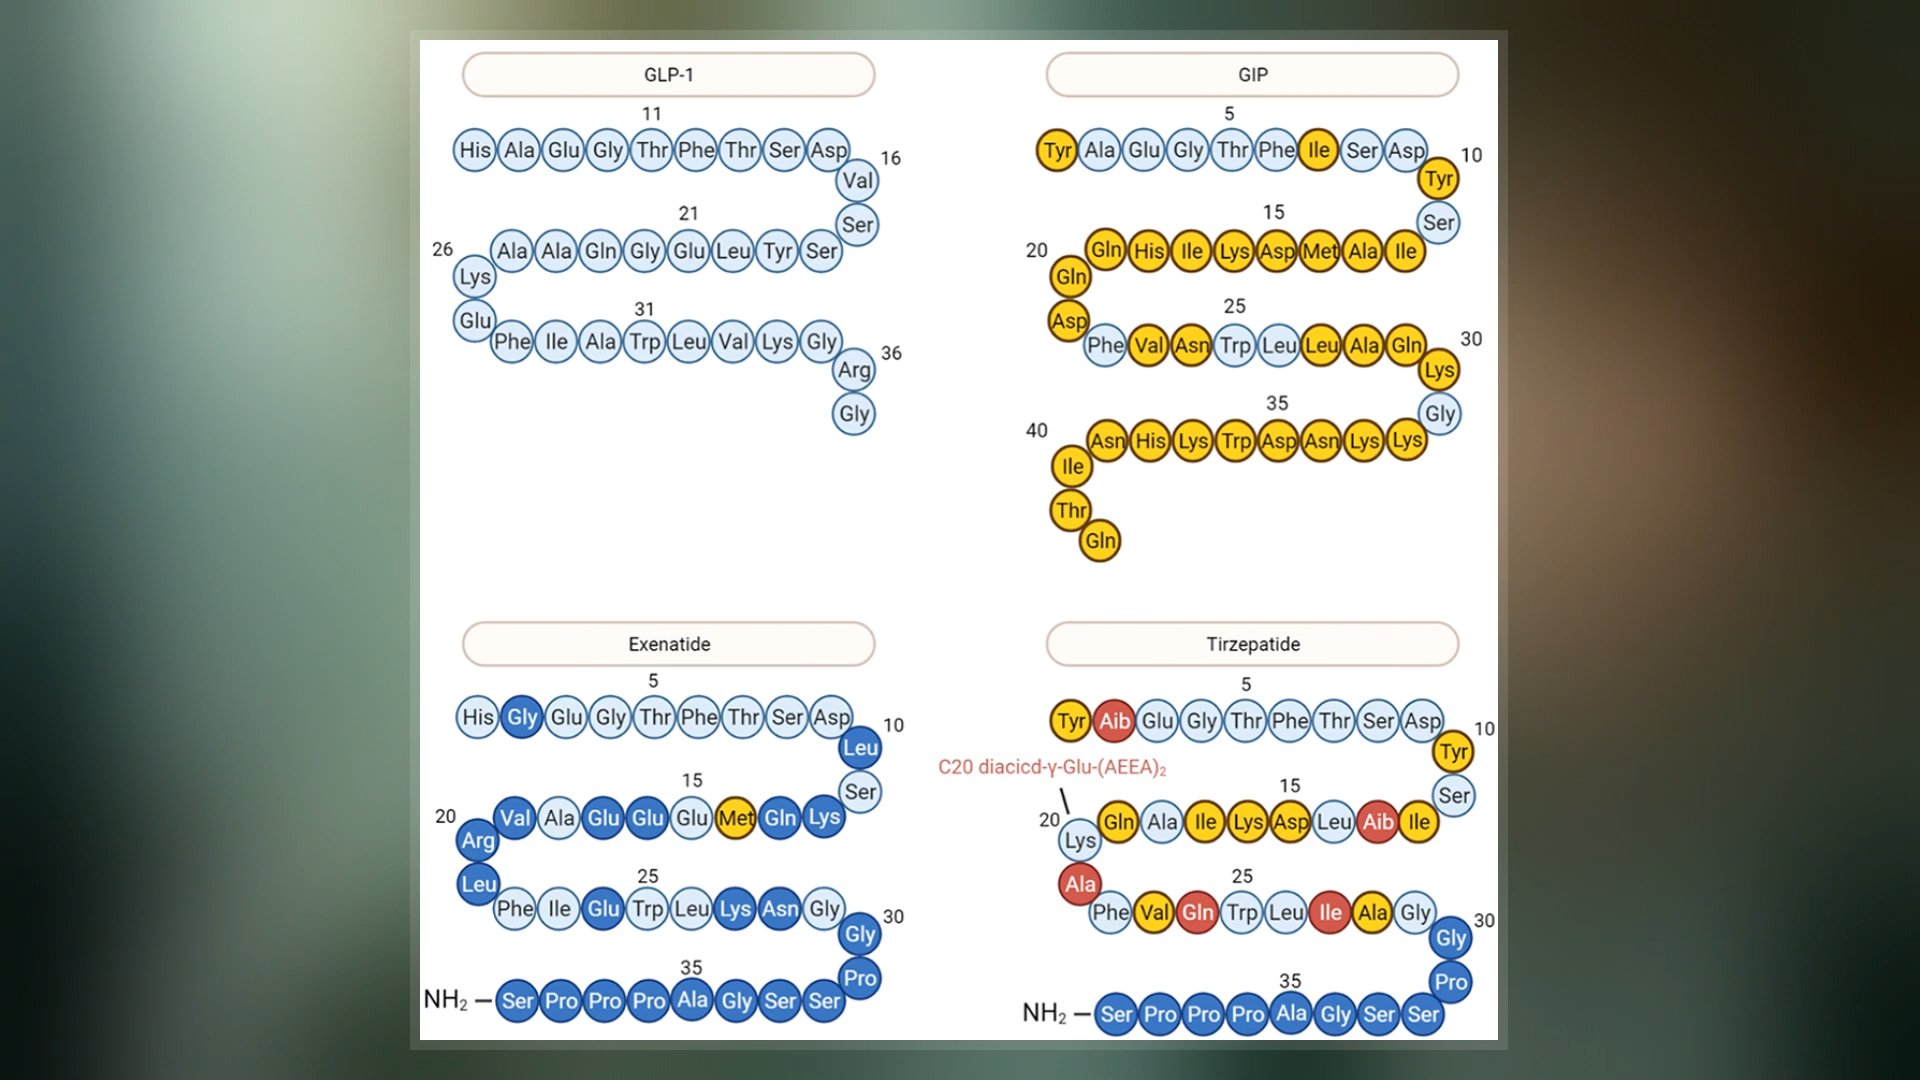 GLP-1
11
His Ala Glu Gly Thr Phe Thr Ser Asp
16
Val
Ser
21
26
Ala Ala Gln Gly Glu Leu Tyr Ser
Lys
Glu
31
Phe Ile Ala Trp Leu Val Lys Gly
36
Arg
Gly
GIP
5
Tyr Ala Glu Gly Thr Phe Ile Ser Asp
10
Tyr
Ser
15
20
Gln His Ile Lys Asp Met Ala Ile
Gln
Asp
25
Phe Val Asn Trp Leu Leu Ala Gln
30
Lys
Gly
35
40
Asn His Lys Trp Asp Asn Lys Lys
Ile
Thr
Gln
Exenatide
5
His Gly Glu Gly Thr Phe Thr Ser Asp
10
Leu
Ser
15
20
Val Ala Glu Glu Glu Met Gln Lys
Arg
Leu
25
Phe Ile Glu Trp Leu Lys Asn Gly
30
Gly
Pro
35
NH₂ – Ser Pro Pro Pro Ala Gly Ser Ser
Tirzepatide
5
Tyr Aib Glu Gly Thr Phe Thr Ser Asp
10
Tyr
Ser
C20 diacicd-γ-Glu-(AEEA)₂
15
20
Gln Ala Ile Lys Asp Leu Aib Ile
Lys
Ala
25
Phe Val Gln Trp Leu Ile Ala Gly
30
Gly
Pro
35
NH₂ – Ser Pro Pro Pro Ala Gly Ser Ser